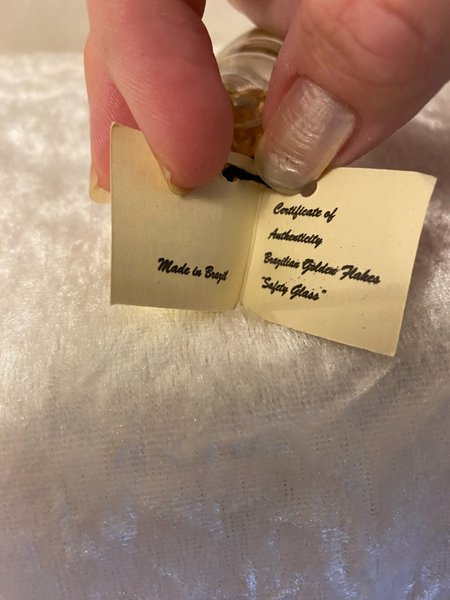 Made in Brazil
Certificate of
Authenticity
Brazilian Golden Flakes
"Safety Glass"